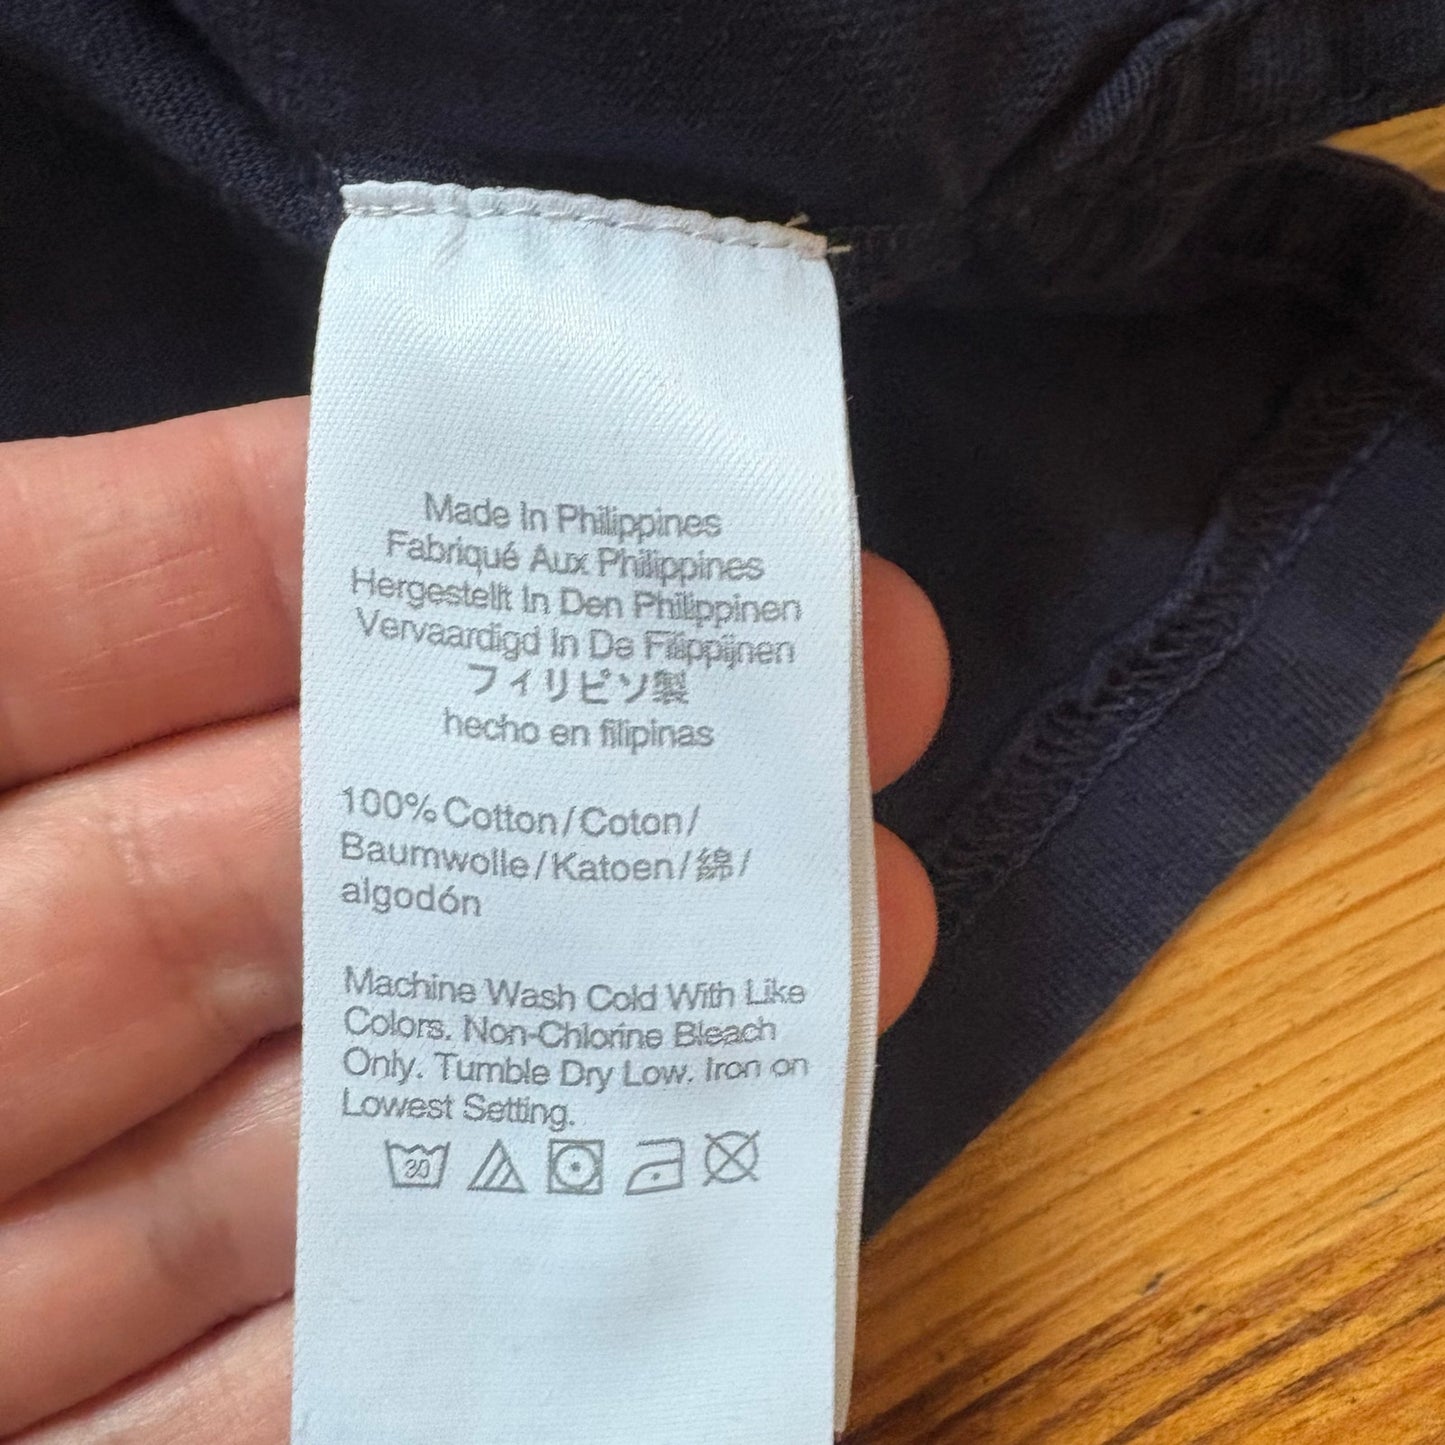 Made In Philippines
Fabriqué Aux Philippines
Hergestellt In Den Philippinen
Vervaardigd In De Filippijnen
フィリピン製
hecho en filipinas
100% Cotton/Coton/
Baumwolle/Katoen/綿/
algodón
Machine Wash Cold With Like
Colors. Non-Chlorine Bleach
Only. Tumble Dry Low. Iron on
Lowest Setting.
30